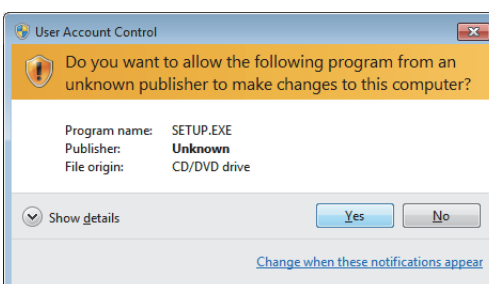 User Account Control
Do you want to allow the following program from an
unknown publisher to make changes to this computer?
Program name: SETUP.EXE
Publisher: Unknown
File origin: CD/DVD drive
Show details
Yes No
Change when these notifications appear